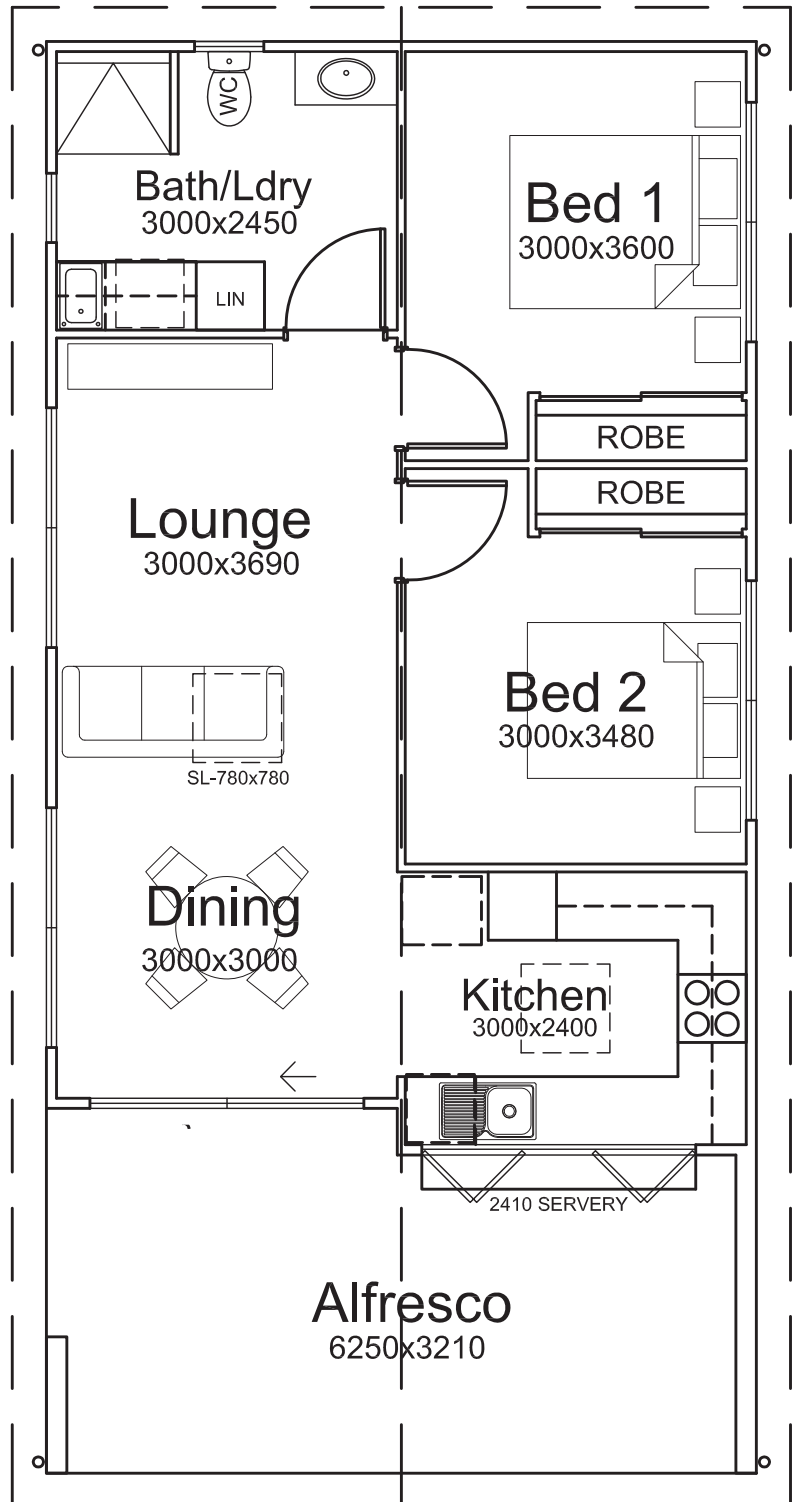 WC
Bath/Ldry
3000x2450
LIN
Bed 1
3000x3600
ROBE
ROBE
Lounge
3000x3690
SL-780x780
Bed 2
3000x3480
Dining
3000x3000
Kitchen
3000x2400
2410 SERVERY
Alfresco
6250x3210